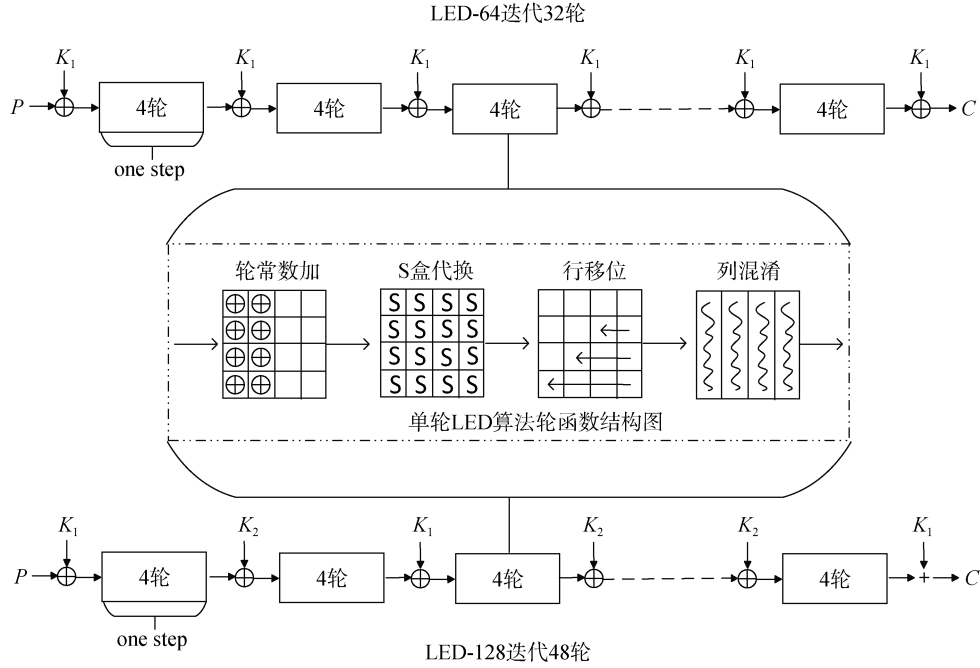 LED-64迭代32轮
K₁ K₁ K₁ K₁ K₁ K₁
P 4轮 4轮 4轮 4轮 C
one step
轮常数加 S盒代换 行移位 列混淆
S S S S
S S S S
S S S S
S S S S
单轮LED算法轮函数结构图
K₁ K₂ K₁ K₂ K₂ K₁
P 4轮 4轮 4轮 4轮 C
one step
LED-128迭代48轮